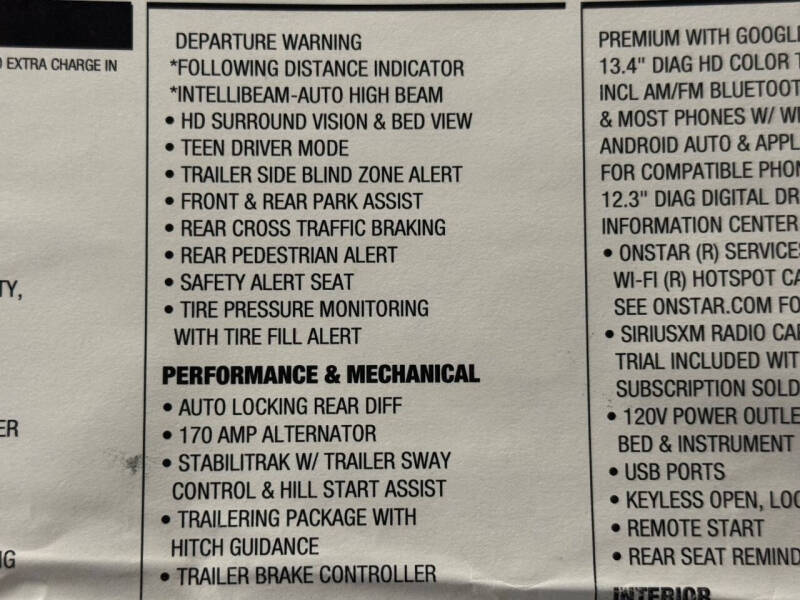 EXTRA CHARGE IN
TY,
ER
DEPARTURE WARNING
*FOLLOWING DISTANCE INDICATOR
*INTELLIBEAM-AUTO HIGH BEAM
• HD SURROUND VISION & BED VIEW
• TEEN DRIVER MODE
• TRAILER SIDE BLIND ZONE ALERT
• FRONT & REAR PARK ASSIST
• REAR CROSS TRAFFIC BRAKING
• REAR PEDESTRIAN ALERT
• SAFETY ALERT SEAT
• TIRE PRESSURE MONITORING
WITH TIRE FILL ALERT
PERFORMANCE & MECHANICAL
• AUTO LOCKING REAR DIFF
• 170 AMP ALTERNATOR
• STABILITRAK W/ TRAILER SWAY
CONTROL & HILL START ASSIST
• TRAILERING PACKAGE WITH
HITCH GUIDANCE
• TRAILER BRAKE CONTROLLER
PREMIUM WITH GOOGL
13.4" DIAG HD COLOR T
INCL AM/FM BLUETOOT
& MOST PHONES W/ WI
ANDROID AUTO & APPL
FOR COMPATIBLE PHON
12.3" DIAG DIGITAL DR
INFORMATION CENTER
• ONSTAR (R) SERVICES
WI-FI (R) HOTSPOT CA
SEE ONSTAR.COM FO
• SIRIUSXM RADIO CA
TRIAL INCLUDED WIT
SUBSCRIPTION SOLD
• 120V POWER OUTLE
BED & INSTRUMENT
• USB PORTS
• KEYLESS OPEN, LOC
• REMOTE START
• REAR SEAT REMIND
INTERIOR